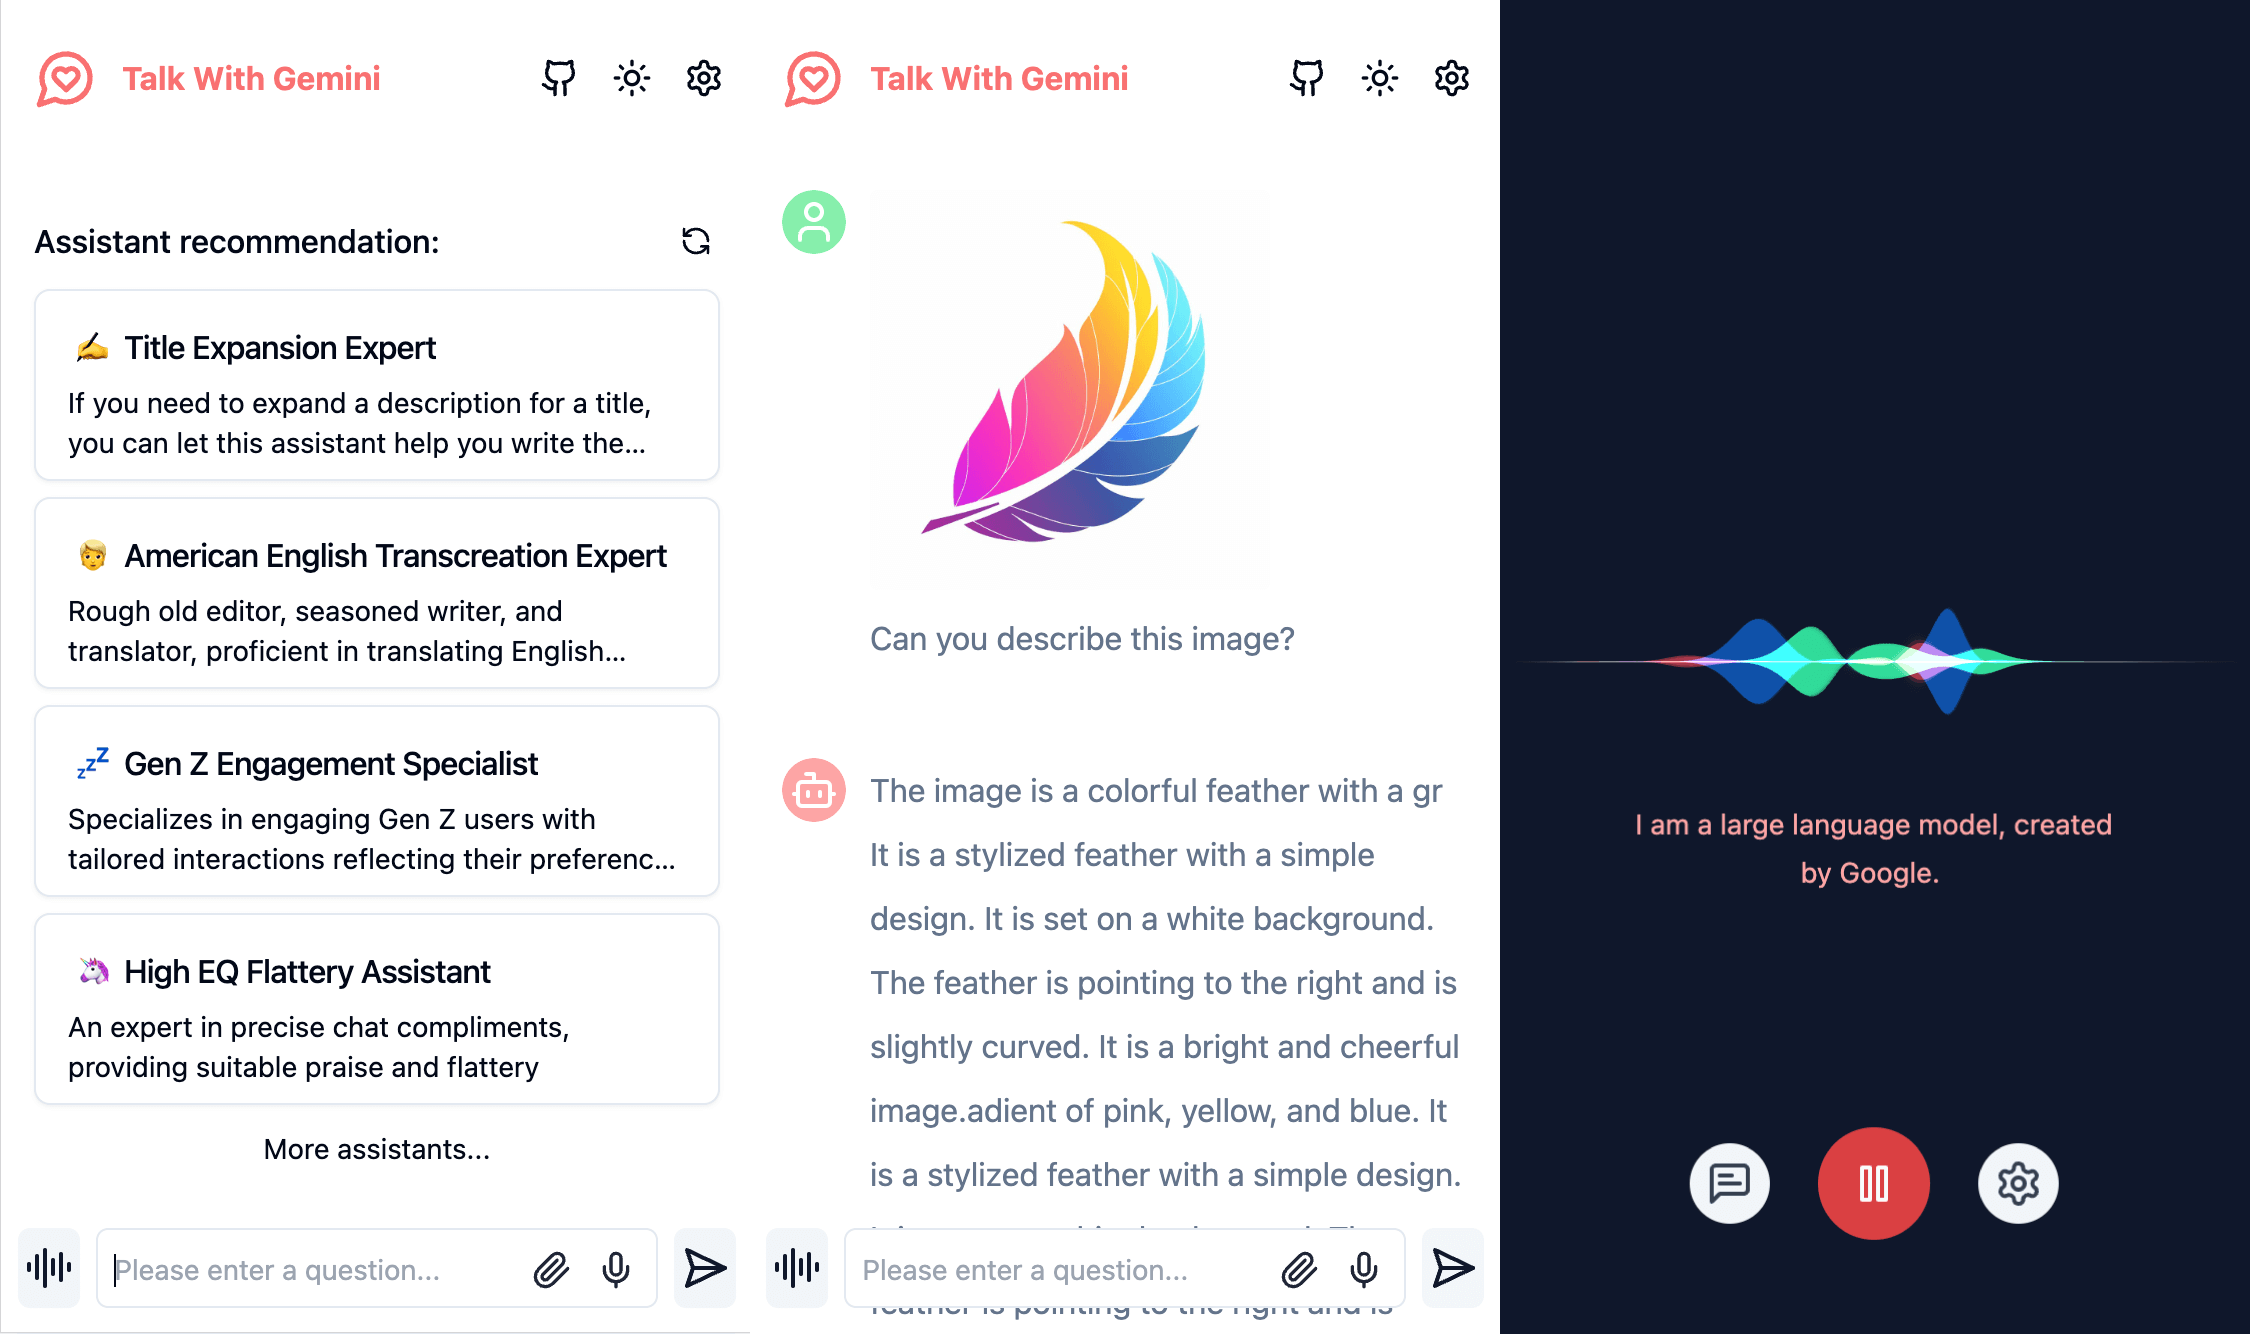 Talk With Gemini
Assistant recommendation:
Title Expansion Expert
If you need to expand a description for a title,
you can let this assistant help you write the...
American English Transcreation Expert
Rough old editor, seasoned writer, and
translator, proficient in translating English...
Gen Z Engagement Specialist
Specializes in engaging Gen Z users with
tailored interactions reflecting their preferenc...
High EQ Flattery Assistant
An expert in precise chat compliments,
providing suitable praise and flattery
More assistants...
Please enter a question...
Talk With Gemini
Can you describe this image?
The image is a colorful feather with a gr
It is a stylized feather with a simple
design. It is set on a white background.
The feather is pointing to the right and is
slightly curved. It is a bright and cheerful
image.adient of pink, yellow, and blue. It
is a stylized feather with a simple design.
Please enter a question...
feather is pointing to the right and is
I am a large language model, created
by Google.